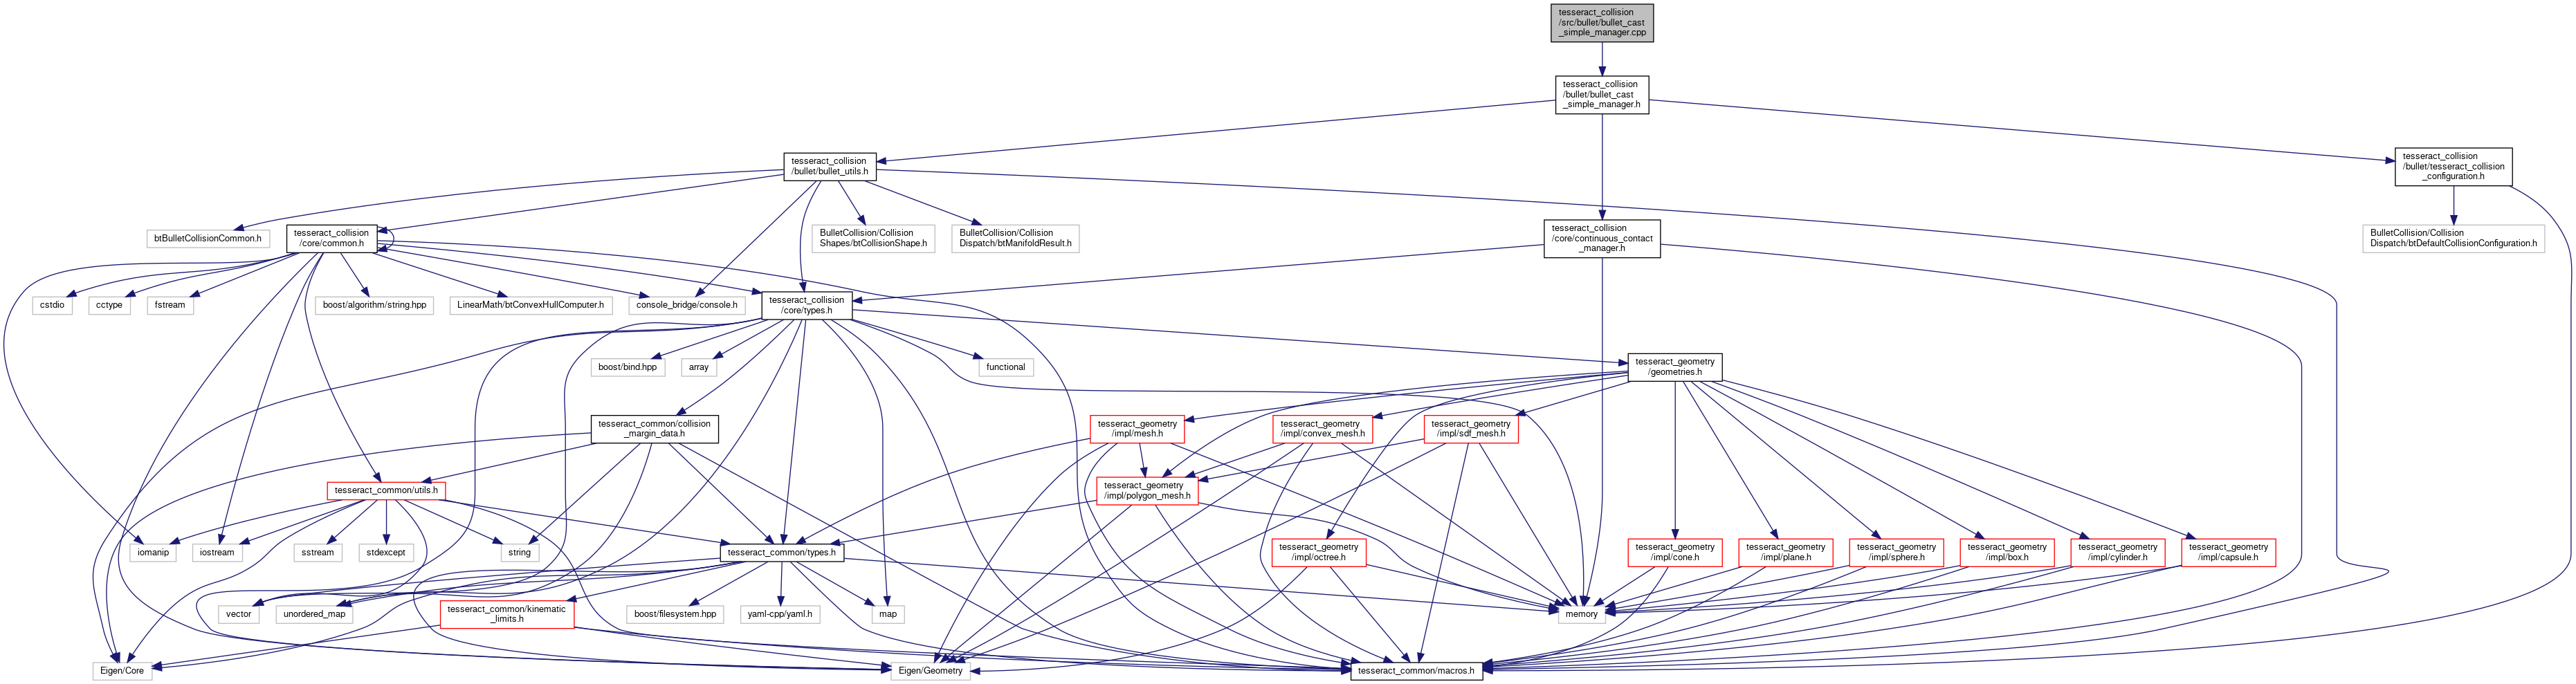 tesseract_collision
/src/bullet/bullet_cast
_simple_manager.cpp
tesseract_collision
/bullet/bullet_cast
_simple_manager.h
tesseract_collision
/bullet/bullet_utils.h
tesseract_collision
/bullet/tesseract_collision
_configuration.h
btBulletCollisionCommon.h
tesseract_collision
/core/common.h
BulletCollision/Collision
Shapes/btCollisionShape.h
BulletCollision/Collision
Dispatch/btManifoldResult.h
tesseract_collision
/core/continuous_contact
_manager.h
BulletCollision/Collision
Dispatch/btDefaultCollisionConfiguration.h
cstdio
cctype
fstream
boost/algorithm/string.hpp
LinearMath/btConvexHullComputer.h
console_bridge/console.h
tesseract_collision
/core/types.h
boost/bind.hpp
array
functional
tesseract_geometry
/geometries.h
tesseract_common/collision
_margin_data.h
tesseract_geometry
/impl/mesh.h
tesseract_geometry
/impl/convex_mesh.h
tesseract_geometry
/impl/sdf_mesh.h
tesseract_common/utils.h
tesseract_geometry
/impl/polygon_mesh.h
iomanip
iostream
sstream
stdexcept
string
tesseract_common/types.h
tesseract_geometry
/impl/octree.h
tesseract_geometry
/impl/cone.h
tesseract_geometry
/impl/plane.h
tesseract_geometry
/impl/sphere.h
tesseract_geometry
/impl/box.h
tesseract_geometry
/impl/cylinder.h
tesseract_geometry
/impl/capsule.h
vector
unordered_map
tesseract_common/kinematic
_limits.h
boost/filesystem.hpp
yaml-cpp/yaml.h
map
memory
Eigen/Core
Eigen/Geometry
tesseract_common/macros.h